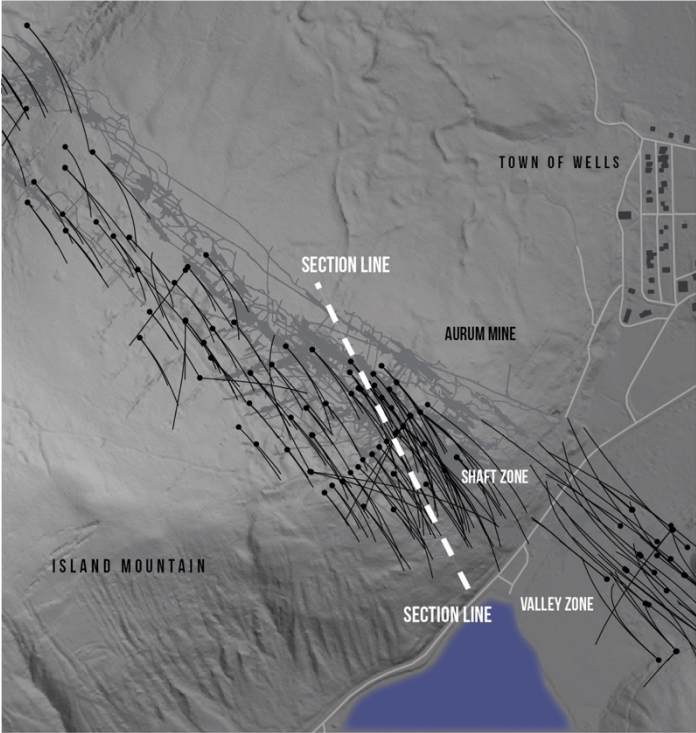 TOWN OF WELLS
SECTION LINE
AURUM MINE
SHAFT ZONE
ISLAND MOUNTAIN
VALLEY ZONE
SECTION LINE